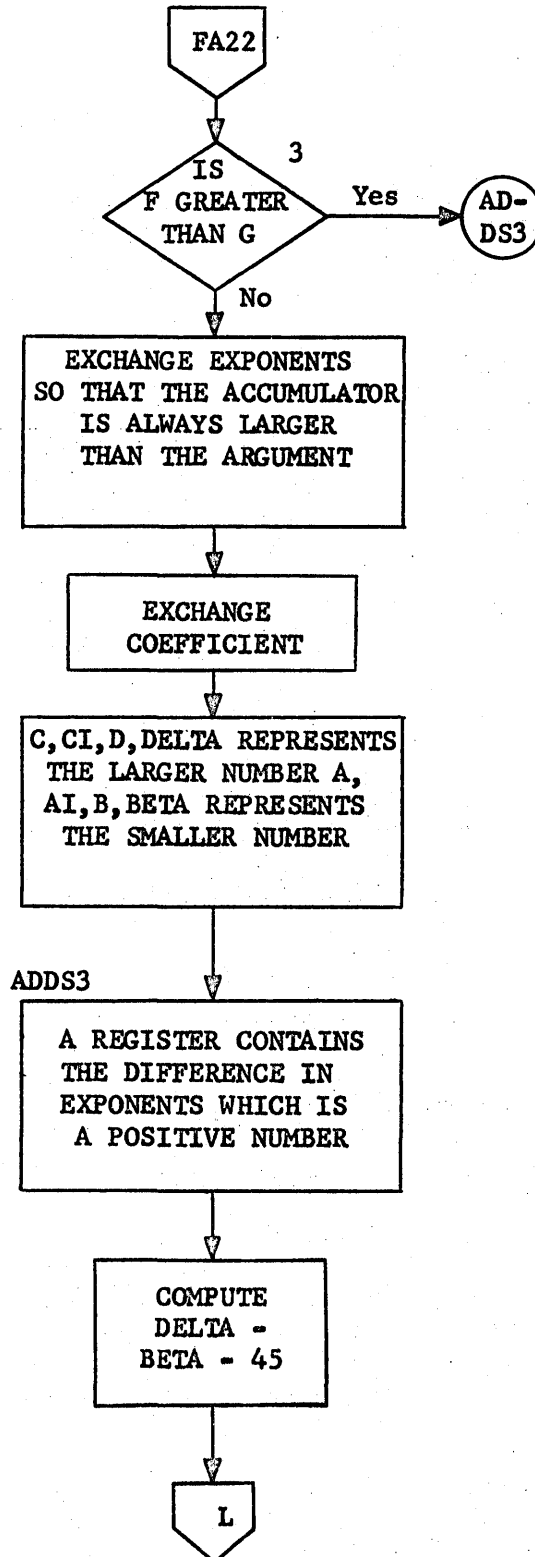 FA22
3
IS
F GREATER
THAN G
Yes
AD-
DS3
No
EXCHANGE EXPONENTS
SO THAT THE ACCUMULATOR
IS ALWAYS LARGER
THAN THE ARGUMENT
EXCHANGE
COEFFICIENT
C,CI,D,DELTA REPRESENTS
THE LARGER NUMBER A,
AI,B,BETA REPRESENTS
THE SMALLER NUMBER
ADDS3
A REGISTER CONTAINS
THE DIFFERENCE IN
EXPONENTS WHICH IS
A POSITIVE NUMBER
COMPUTE
DELTA -
BETA - 45
L